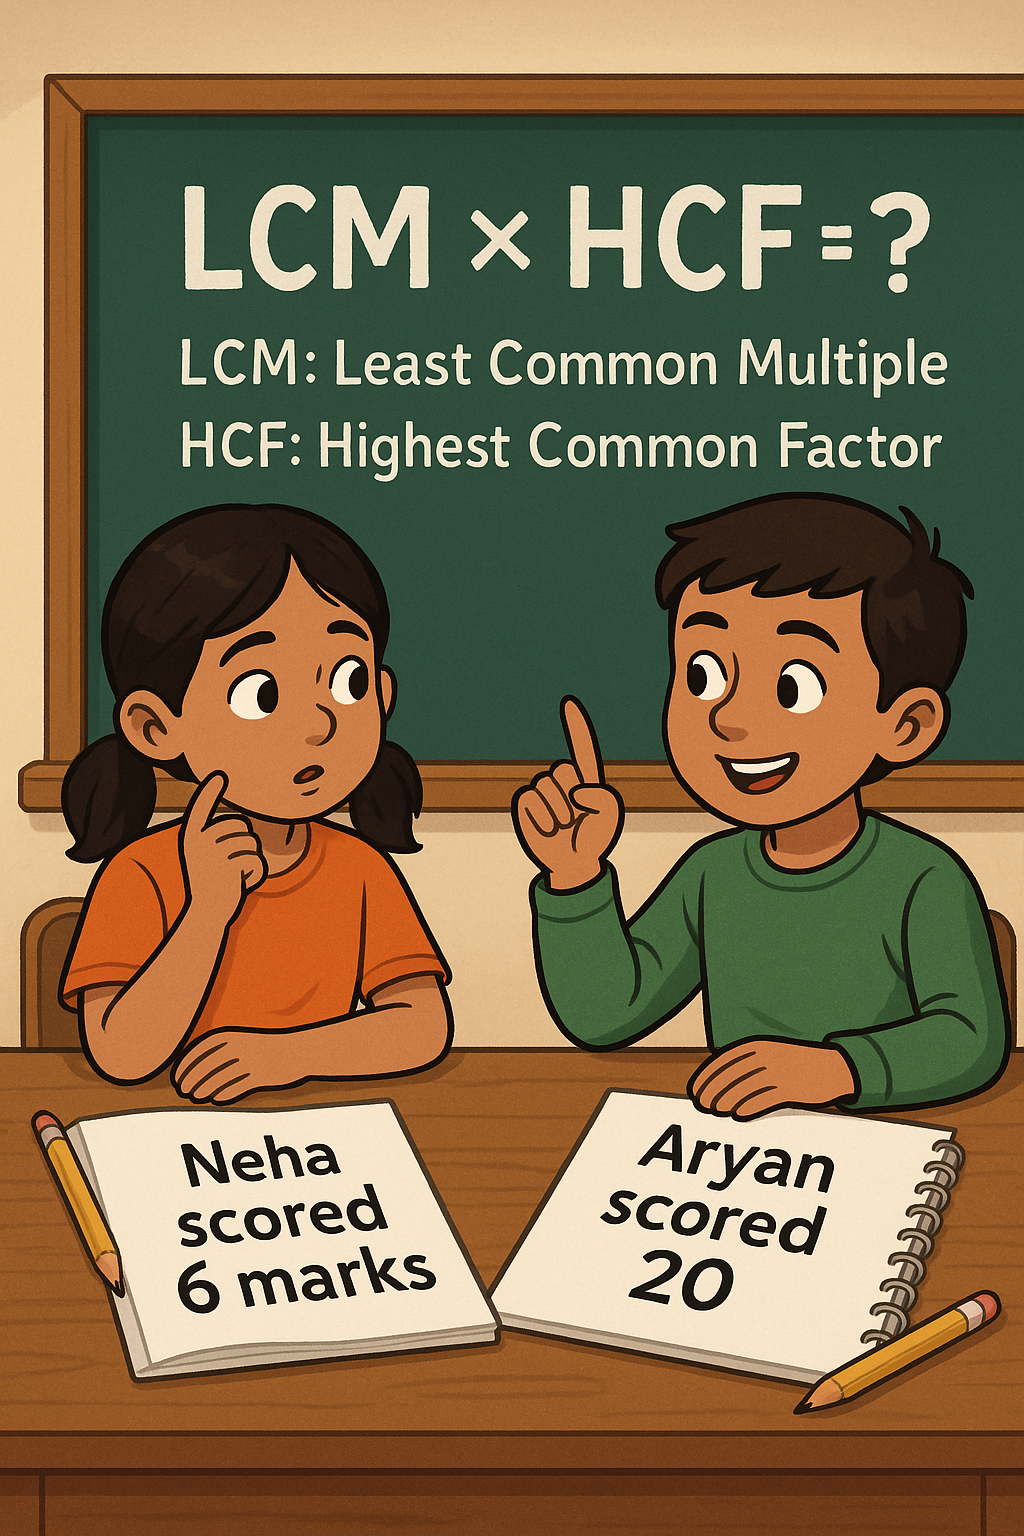 LCM × HCF = ?
LCM: Least Common Multiple
HCF: Highest Common Factor
Neha
scored
6 marks
Aryan
scored
20